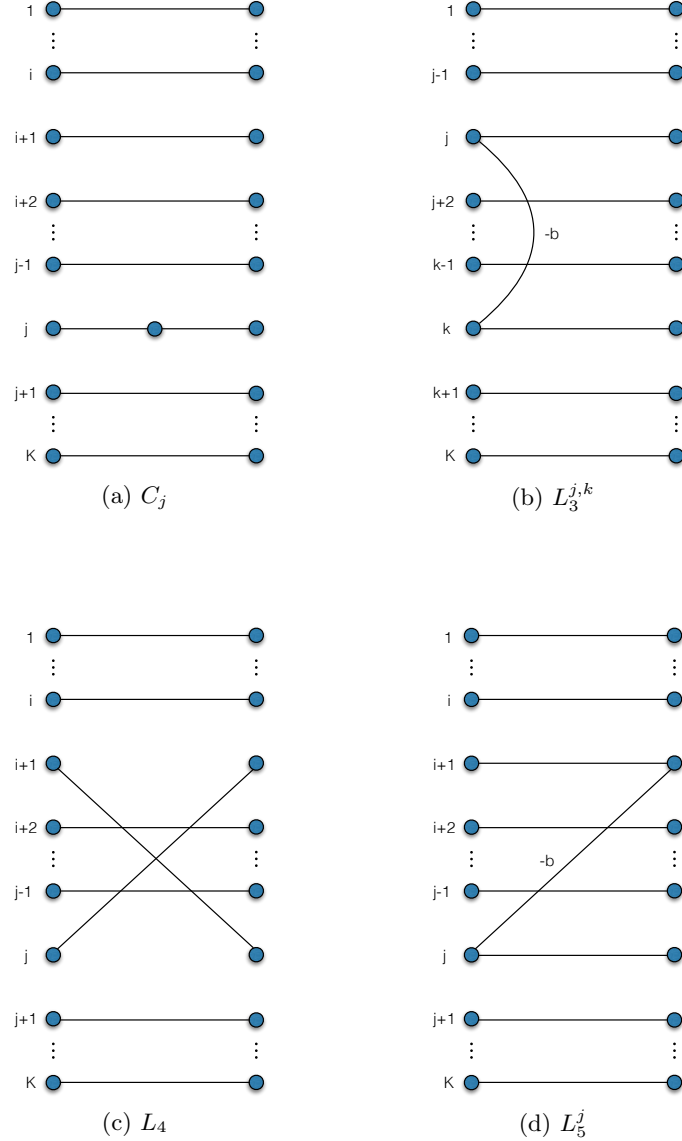 1
⋮ ⋮
i
i+1
i+2
⋮ ⋮
j-1
j
j+1
⋮ ⋮
K
(a) C_j
1
⋮ ⋮
j-1
j
j+2
⋮ ⋮
-b
k-1
k
k+1
⋮ ⋮
K
(b) L_3^{j,k}
1
⋮ ⋮
i
i+1
i+2
⋮ ⋮
j-1
j
j+1
⋮ ⋮
K
(c) L_4
1
⋮ ⋮
i
i+1
i+2
⋮ ⋮
-b
j-1
j
j+1
⋮ ⋮
K
(d) L_5^j